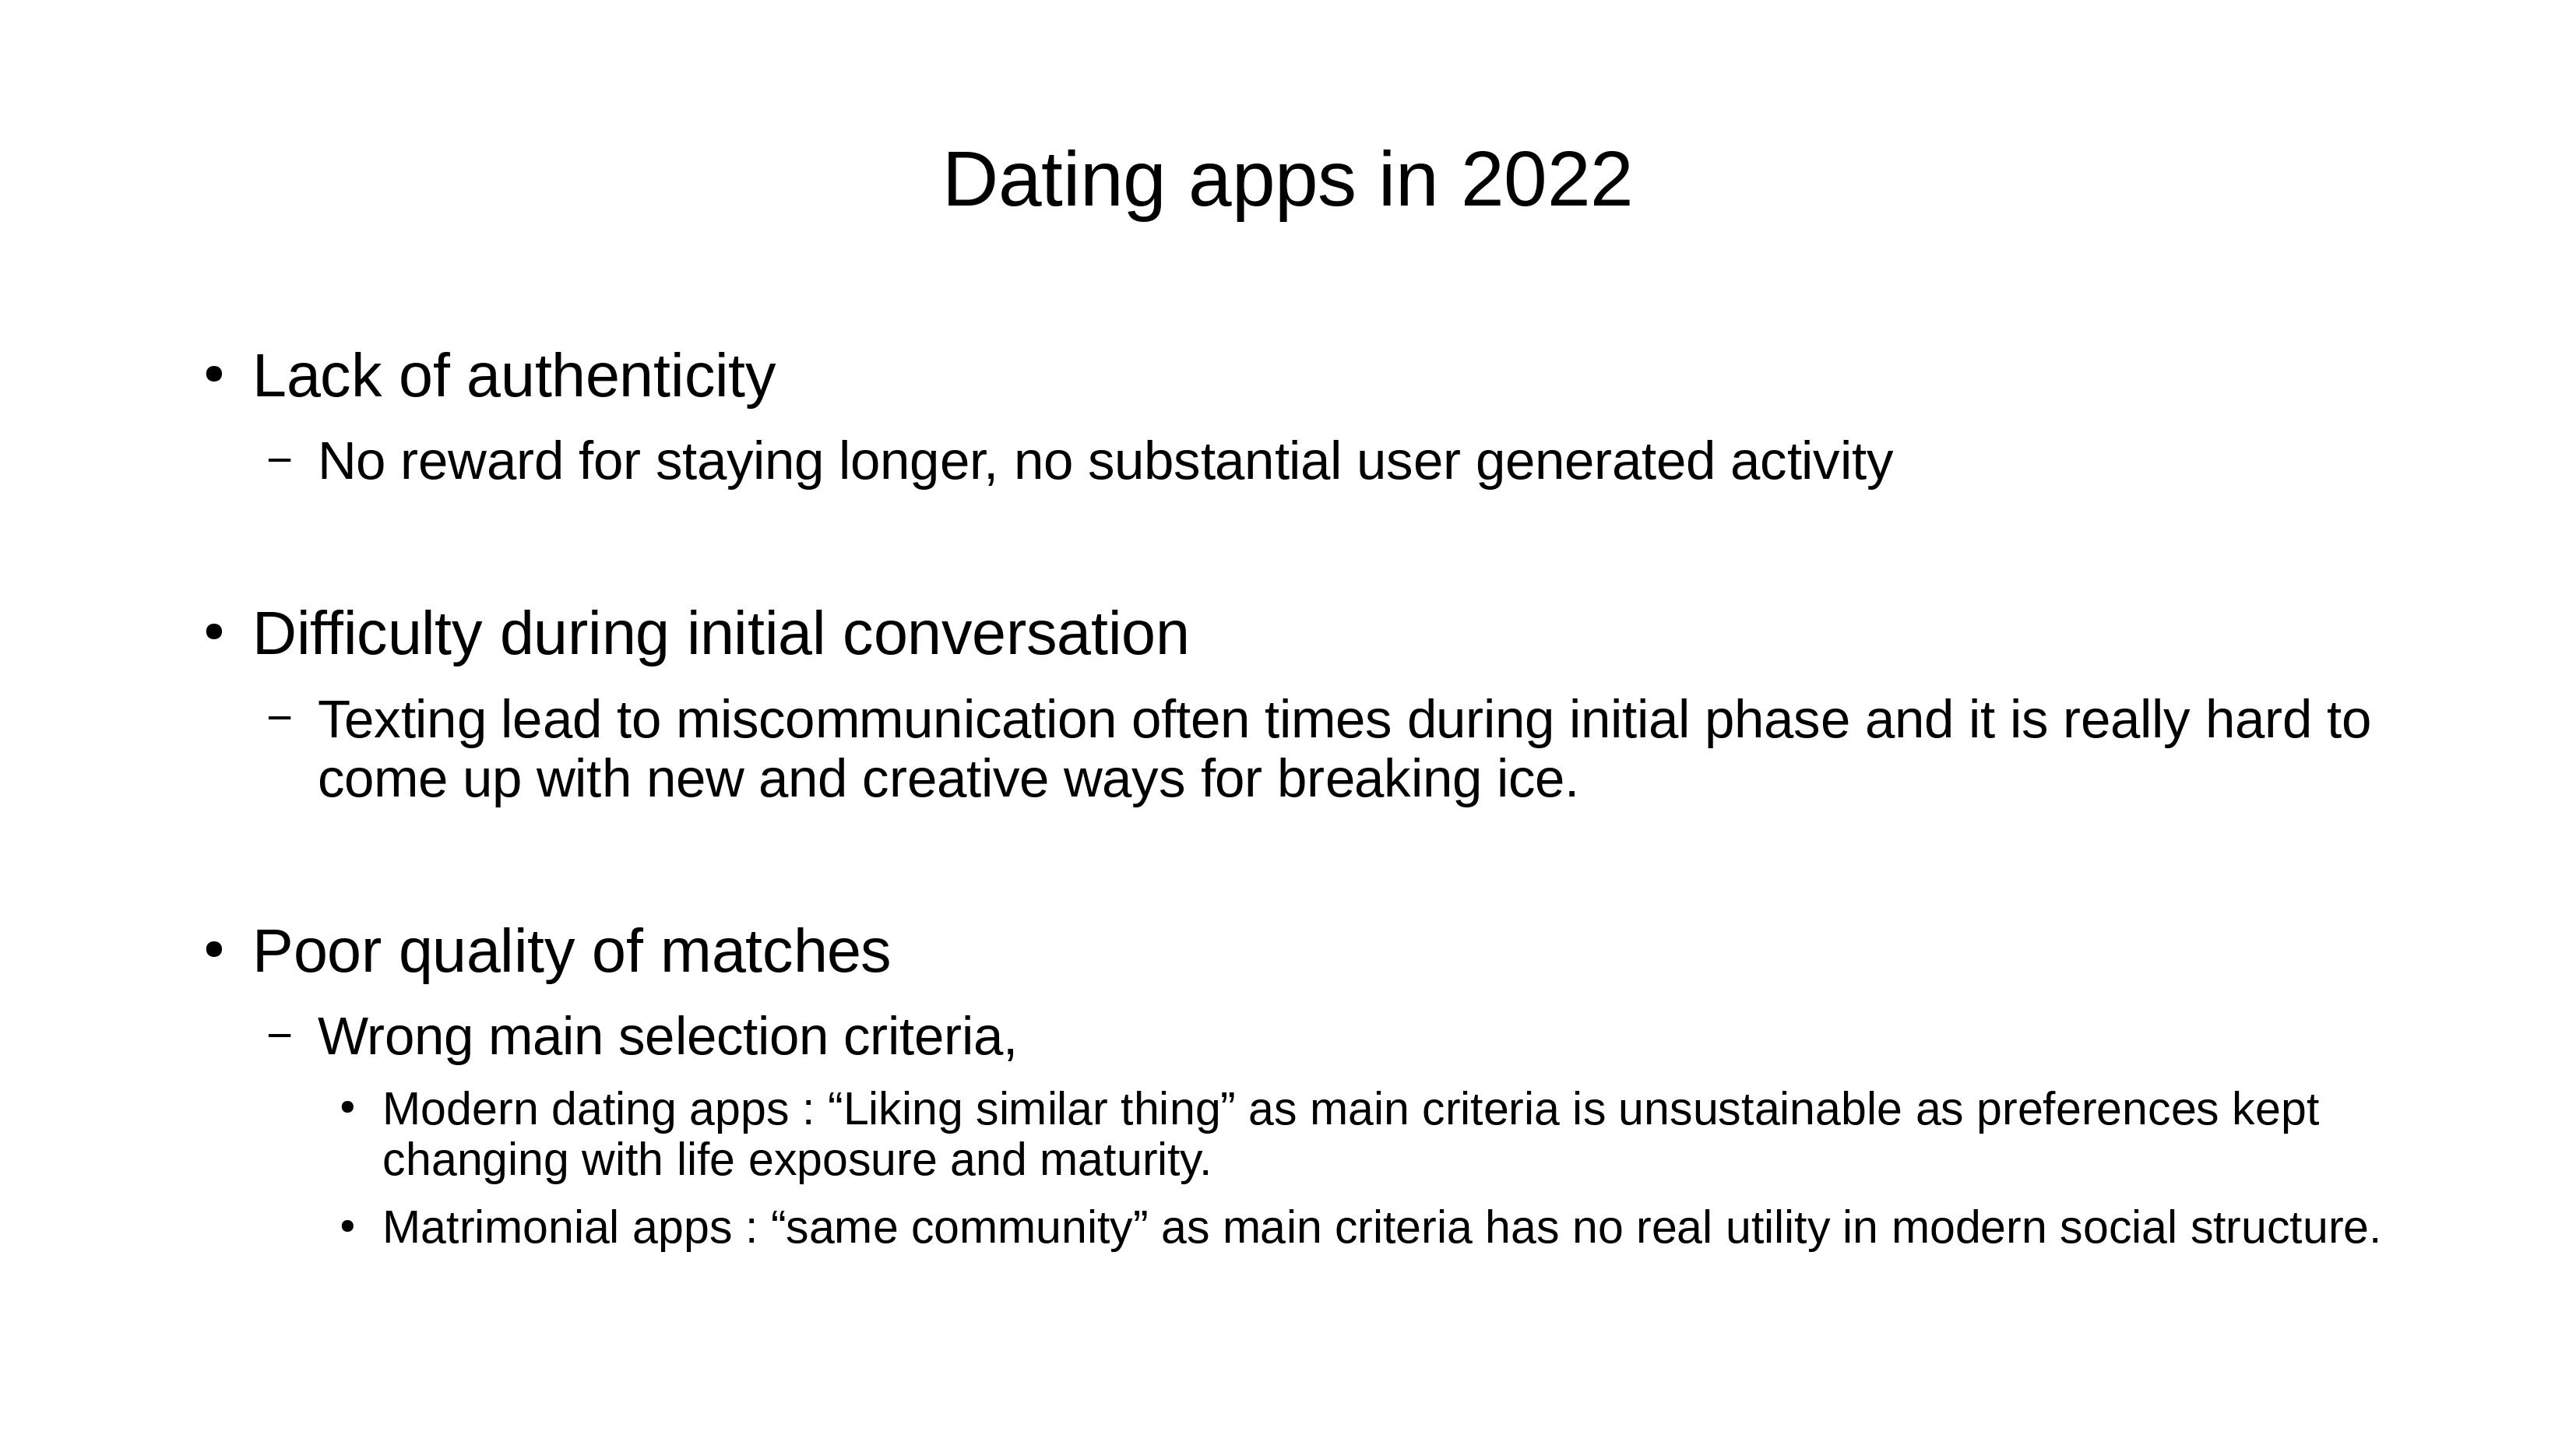 Dating apps in 2022
• Lack of authenticity
– No reward for staying longer, no substantial user generated activity
• Difficulty during initial conversation
– Texting lead to miscommunication often times during initial phase and it is really hard to
come up with new and creative ways for breaking ice.
• Poor quality of matches
– Wrong main selection criteria,
• Modern dating apps : “Liking similar thing” as main criteria is unsustainable as preferences kept
changing with life exposure and maturity.
• Matrimonial apps : “same community” as main criteria has no real utility in modern social structure.